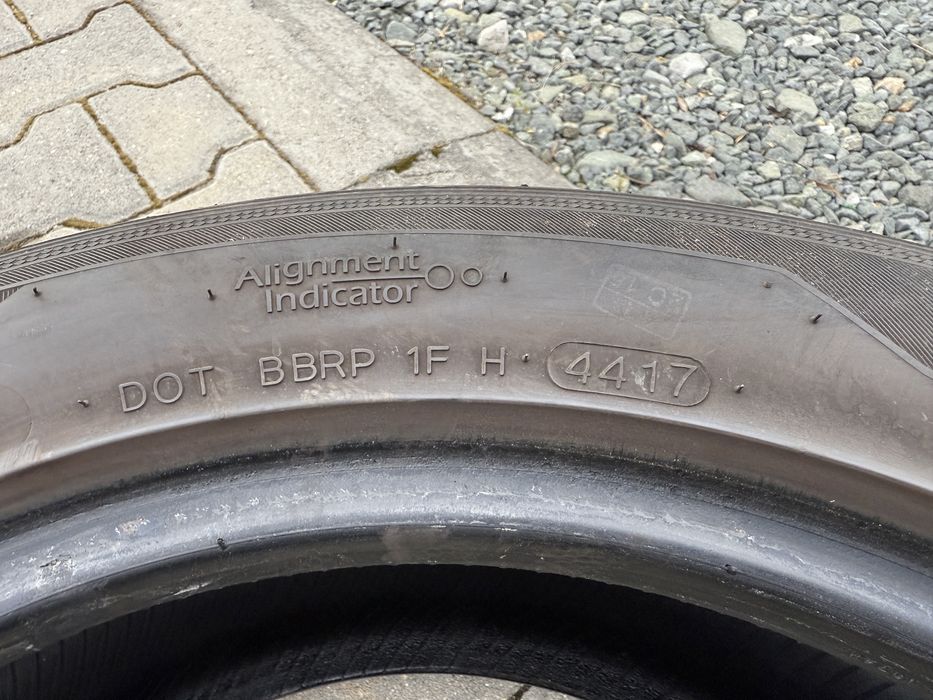 Alignment
Indicator
DOT BBRP 1F H 4417